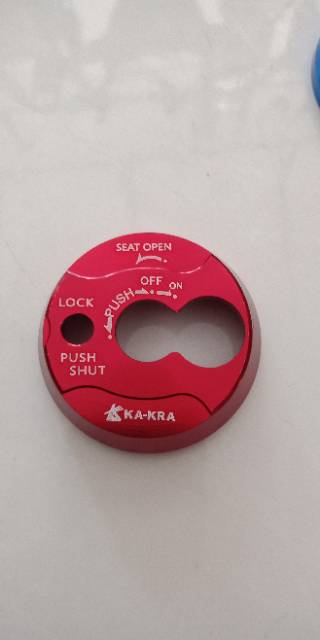 SEAT OPEN
OFF
ON
PUSH
LOCK
PUSH
SHUT
KA-KRA